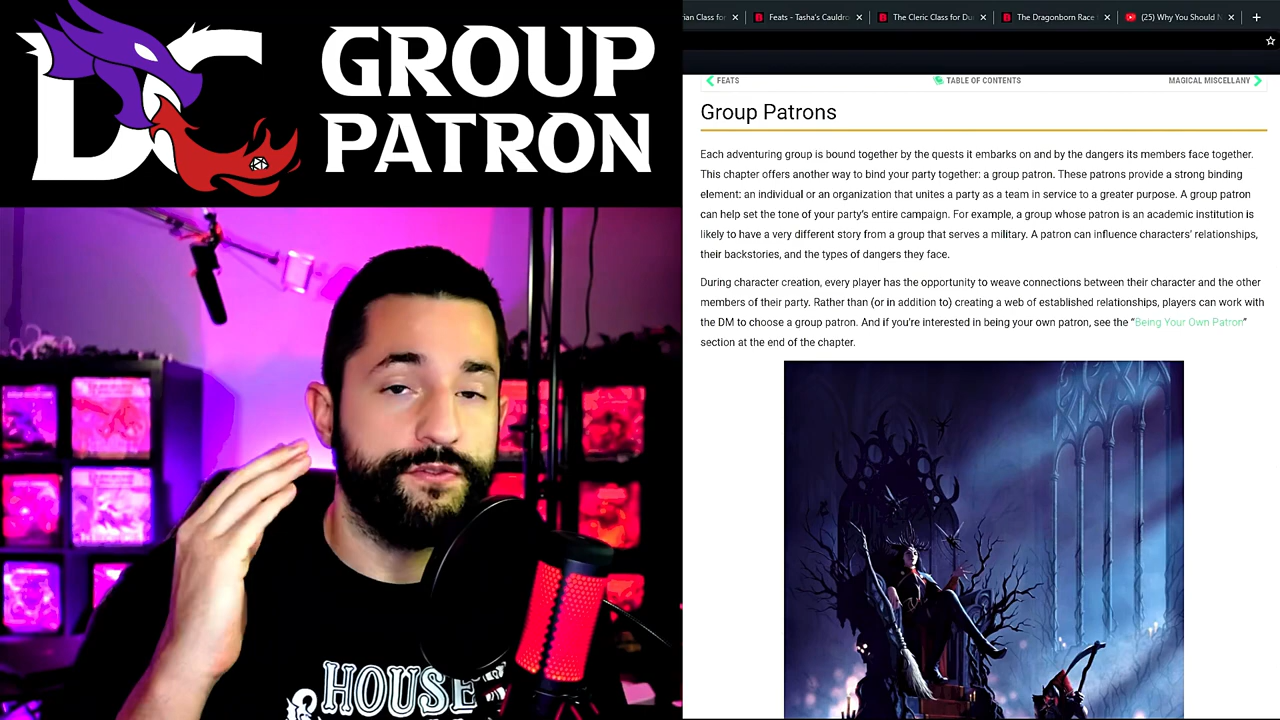 DC
GROUP
PATRON
ian Class for
Feats - Tasha's Cauldro
The Cleric Class for Du
The Dragonborn Race
(25) Why You Should
FEATS
TABLE OF CONTENTS
MAGICAL MISCELLANY
Group Patrons
Each adventuring group is bound together by the quests it embarks on and by the dangers its members face together.
This chapter offers another way to bind your party together: a group patron. These patrons provide a strong binding
element: an individual or an organization that unites a party as a team in service to a greater purpose. A group patron
can help set the tone of your party's entire campaign. For example, a group whose patron is an academic institution is
likely to have a very different story from a group that serves a military. A patron can influence characters' relationships,
their backstories, and the types of dangers they face.
During character creation, every player has the opportunity to weave connections between their character and the other
members of their party. Rather than (or in addition to) creating a web of established relationships, players can work with
the DM to choose a group patron. And if you're interested in being your own patron, see the “Being Your Own Patron”
section at the end of the chapter.
HOUSE